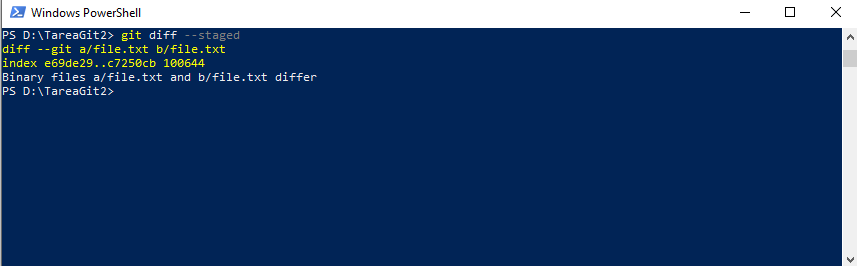 Windows PowerShell
PS D:\TareaGit2> git diff --staged
diff --git a/file.txt b/file.txt
index e69de29..c7250cb 100644
Binary files a/file.txt and b/file.txt differ
PS D:\TareaGit2>